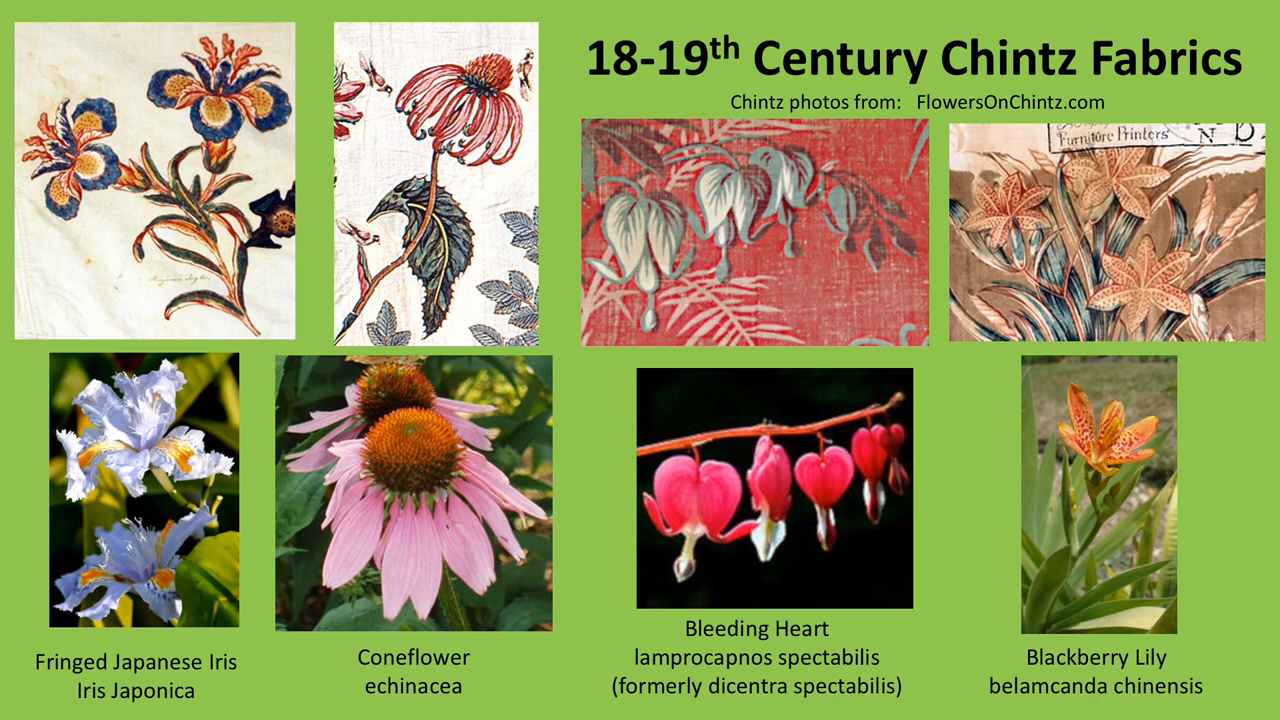 18-19th Century Chintz Fabrics
Chintz photos from: FlowersOnChintz.com
Furniture Printers
N D
Fringed Japanese Iris
Iris Japonica
Coneflower
echinacea
Bleeding Heart
lamprocapnos spectabilis
(formerly dicentra spectabilis)
Blackberry Lily
belamcanda chinensis